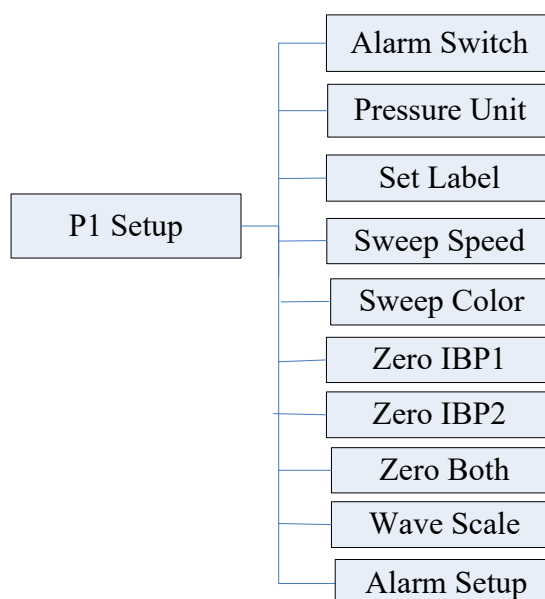 Alarm Switch
Pressure Unit
Set Label
P1 Setup
Sweep Speed
Sweep Color
Zero IBP1
Zero IBP2
Zero Both
Wave Scale
Alarm Setup